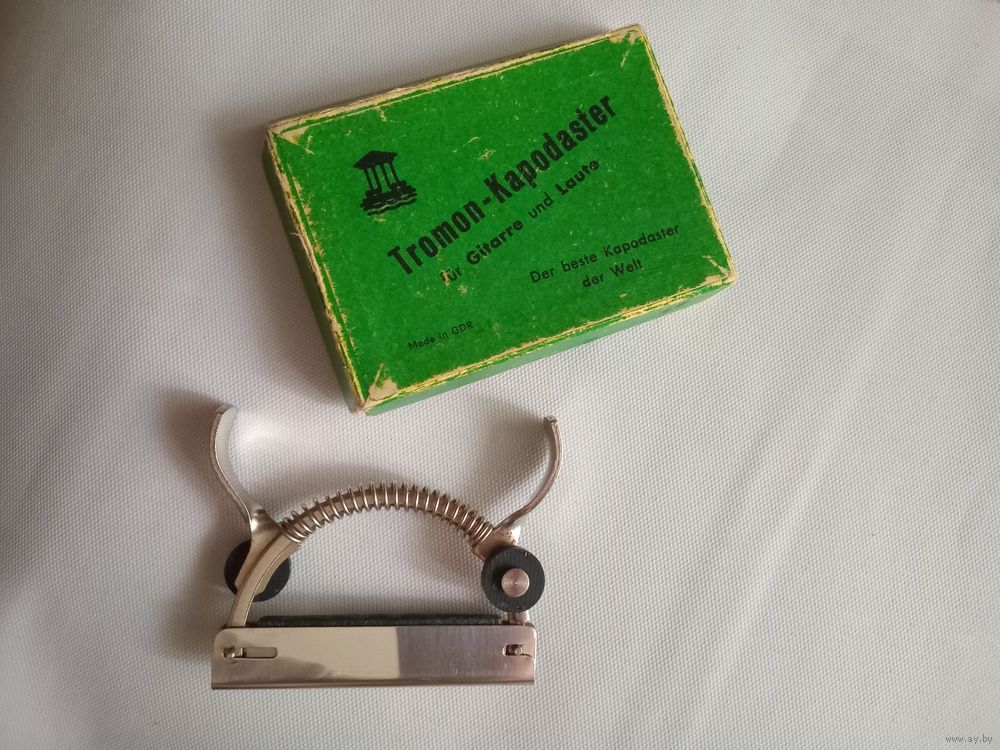 Tromon-Kapodaster
für Gitarre und Laute
Der beste Kapodaster
der Welt
Made in GDR
www.ay.by